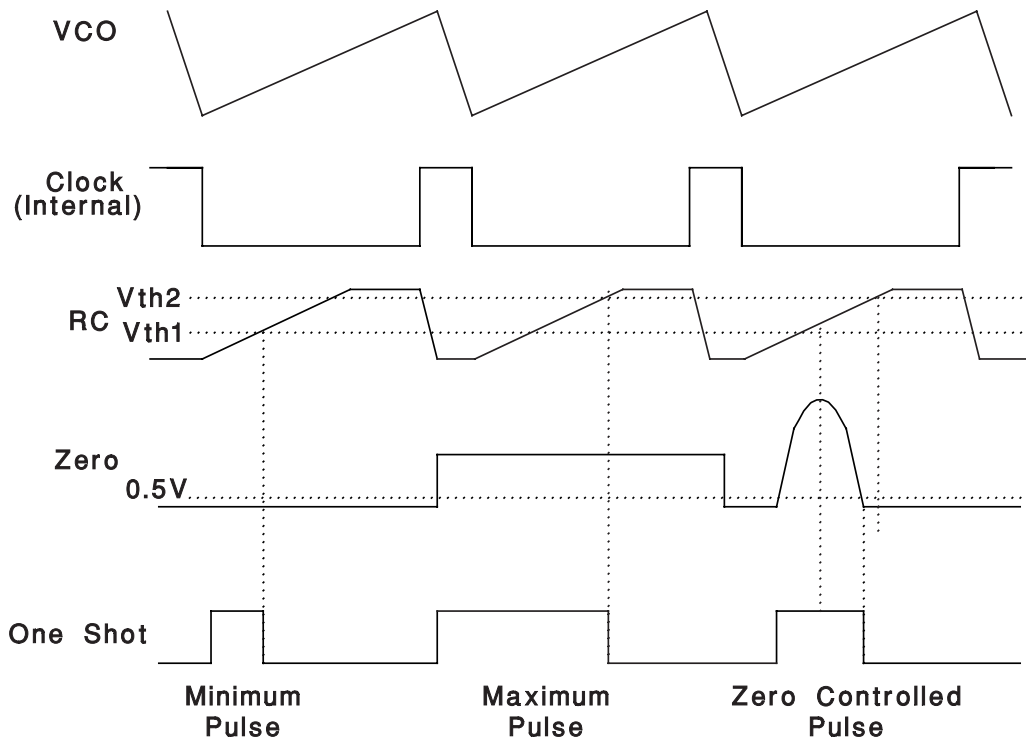 VCO
Clock
(Internal)
Vth2
RC
Vth1
Zero
0.5V
One Shot
Minimum
Pulse
Maximum
Pulse
Zero Controlled
Pulse